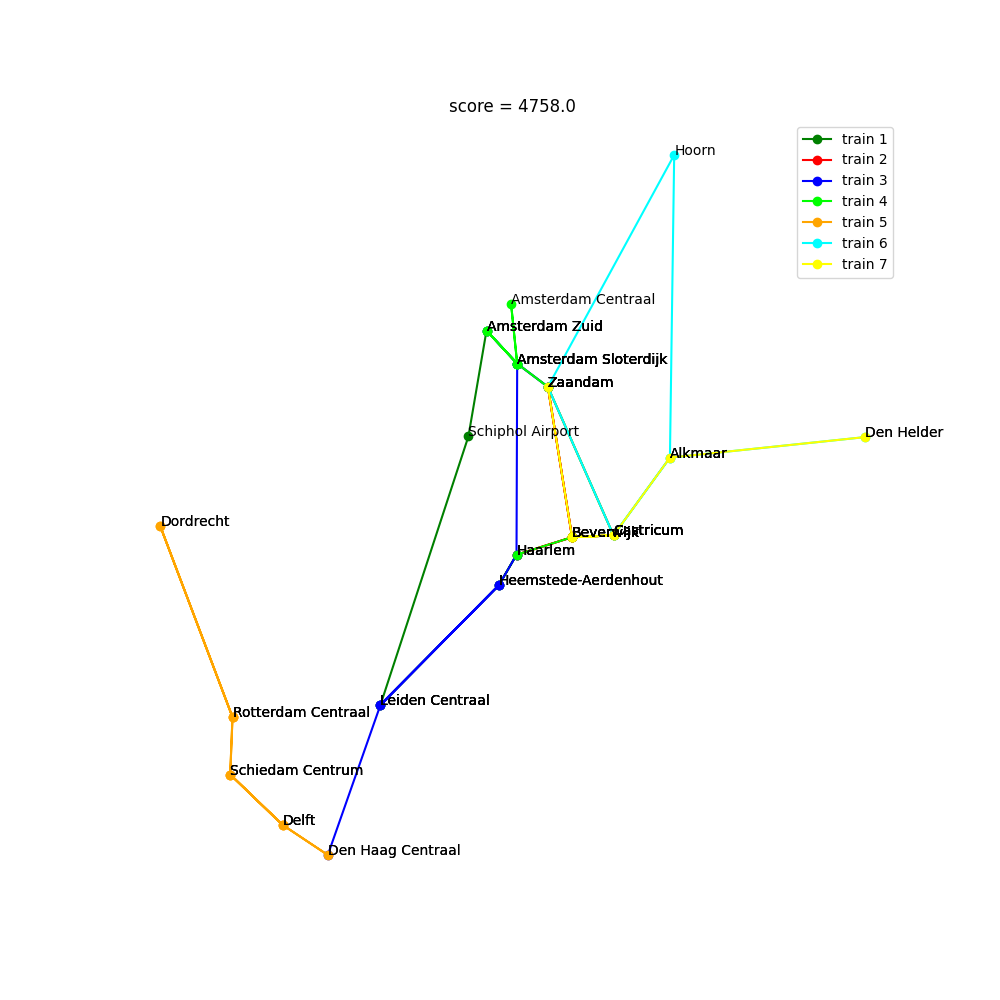 score = 4758.0
train 1
train 2
train 3
train 4
train 5
train 6
train 7
Hoorn
Amsterdam Centraal
Amsterdam Zuid
Amsterdam Sloterdijk
Zaandam
Schiphol Airport
Den Helder
Alkmaar
Dordrecht
Beverwijk
Castricum
Haarlem
Heemstede-Aerdenhout
Leiden Centraal
Rotterdam Centraal
Schiedam Centrum
Delft
Den Haag Centraal